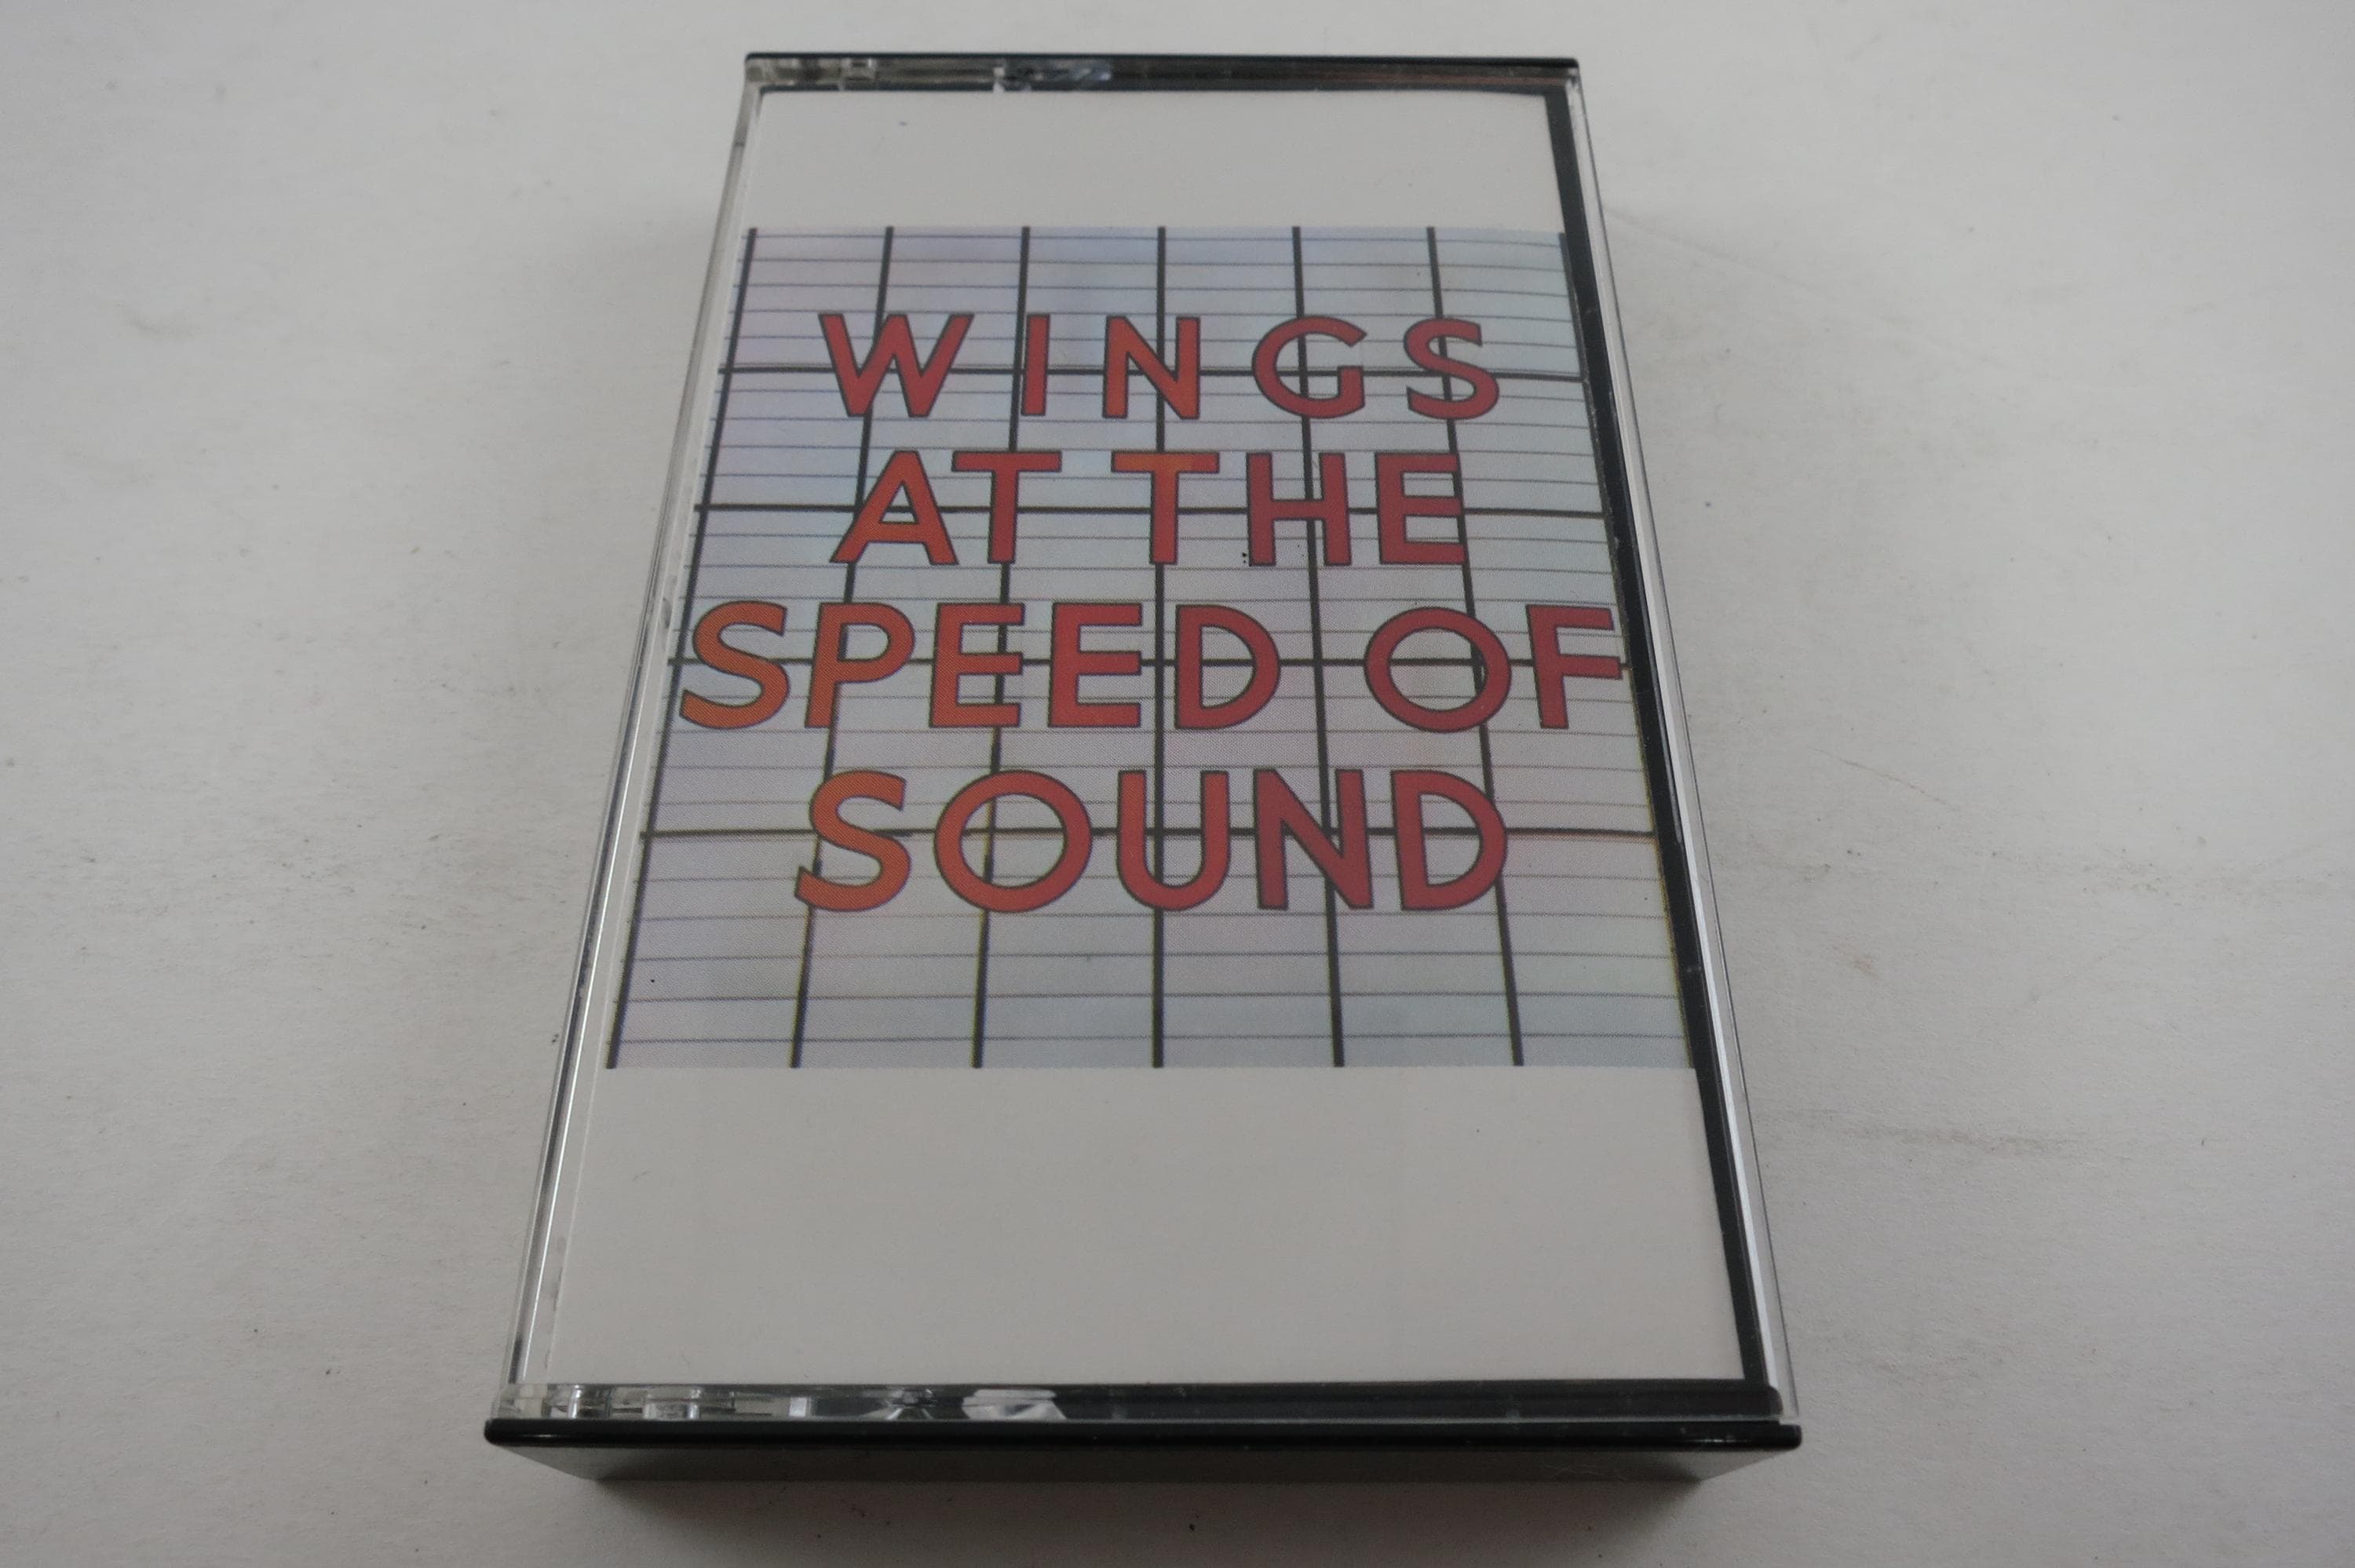 WINGS
AT THE
SPEED OF
SOUND